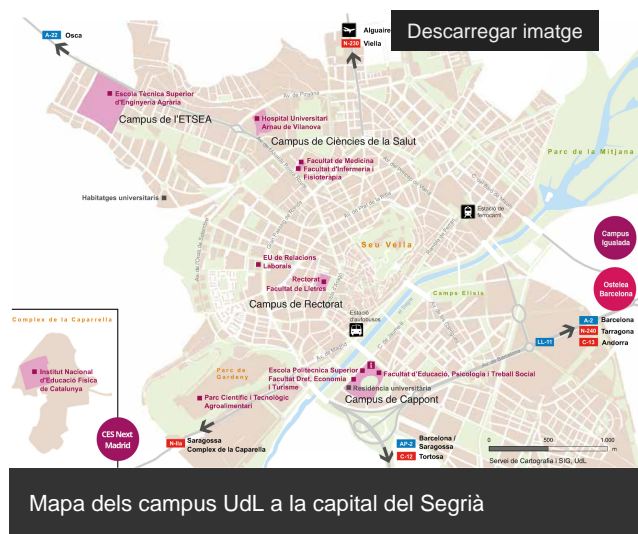 Descarregar imatge
A-22 Osca
Alguaire
N-230 Viella
Escola Tècnica Superior
d'Enginyeria Agrària
Campus de l'ETSEA
Av. de Pinyana
Hospital Universitari
Arnau de Vilanova
Campus de Ciències de la Salut
Parc de la Mitjana
Facultat de Medicina
Facultat d'Infermeria i
Fisioteràpia
Habitatges universitaris
Estació de
ferrocarril
Campus
Igualada
Seu Vella
EU de Relacions
Laborals
Rectorat
Facultat de Lletres
Ostelea
Barcelona
Camps Elisis
Campus de Rectorat
Estació
d'autobusos
Complex de la Caparrella
A-2 Barcelona
N-240 Tarragona
LL-11
C-13 Andorra
Av. de Madrid
Parc de
Gardeny
Institut Nacional
d'Educació Física
de Catalunya
Escola Politècnica Superior
Facultat Dret, Economia
i Turisme
i
Facultat d'Educació, Psicologia i Treball Social
Residència universitària
Campus de Cappont
Parc Científic i Tecnològic
Agroalimentari
CES Next
Madrid
N-IIa Saragossa
Complex de la Caparella
AP-2 Barcelona /
Saragossa
C-12 Tortosa
0 500 1.000
m
Servei de Cartografia i SIG, UdL
Mapa dels campus UdL a la capital del Segrià